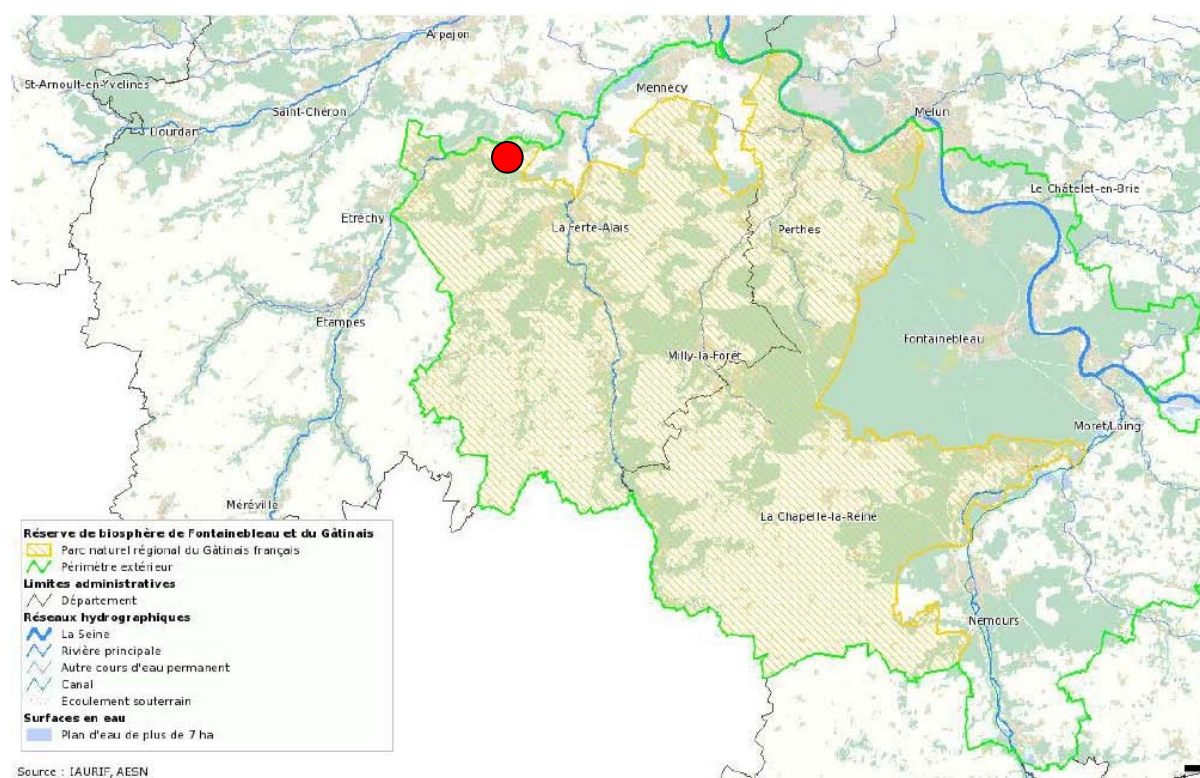 Arpajon
St-Arnoult-en-Yvelines
Mennecy
Saint-Chéron
Melun
Dourdan
Le Châtelet-en-Brie
Etréchy
La Ferte-Alais
Perthes
Etampes
Fontainebleau
Milly-la-Forêt
Moret/Loing
Méréville
La Chapelle-la-Reine
Nemours
Réserve de biosphère de Fontainebleau et du Gâtinais
Parc naturel régional du Gâtinais français
Périmètre extérieur
Limites administratives
Département
Réseaux hydrographiques
La Seine
Rivière principale
Autre cours d'eau permanent
Canal
Ecoulement souterrain
Surfaces en eau
Plan d'eau de plus de 7 ha
Source : IAURIF, AESN